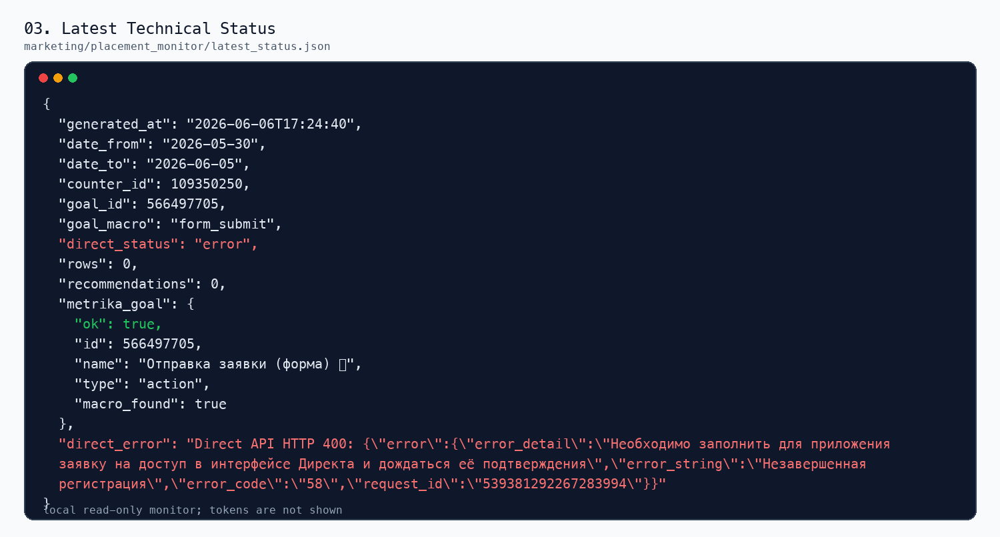 03. Latest Technical Status
marketing/placement_monitor/latest_status.json
{
"generated_at": "2026−06−06T17:24:40",
"date_from": "2026−05−30",
"date_to": "2026−06−05",
"counter_id": 109350250,
"goal_id": 566497705,
"goal_macro": "form_submit",
"direct_status": "error",
"rows": 0,
"recommendations": 0,
"metrika_goal": {
"ok": true,
"id": 566497705,
"name": "Отправка заявки (форма) ▯",
"type": "action",
"macro_found": true
},
"direct_error": "Direct API HTTP 400: {\"error\":{\"error_detail\":\"Необходимо заполнить для приложения
заявку на доступ в интерфейсе Директа и дождаться её подтверждения\",\"error_string\":\"Незавершенная
регистрация\",\"error_code\":\"58\",\"request_id\":\"539381292267283994\"}}"
}
local read−only monitor; tokens are not shown